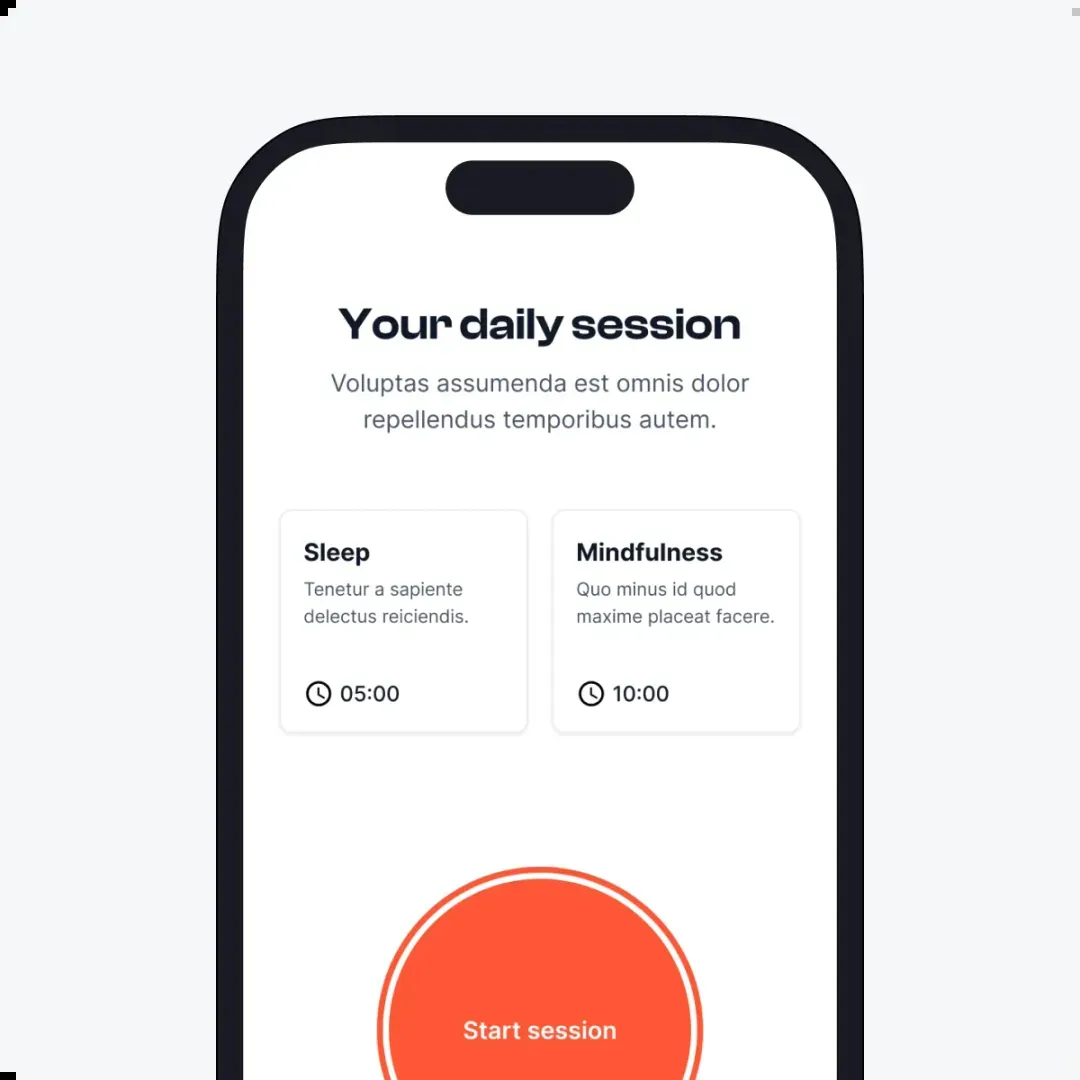 Your daily session
Voluptas assumenda est omnis dolor
repellendus temporibus autem.
Sleep
Tenetur a sapiente
delectus reiciendis.
05:00
Mindfulness
Quo minus id quod
maxime placeat facere.
10:00
Start session